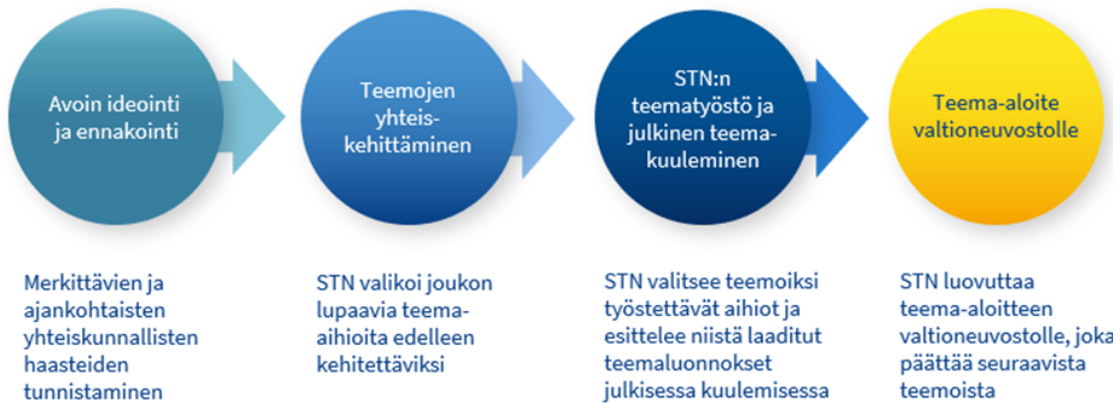 Avoin ideointi
ja ennakointi
Teemojen
yhteis-
kehittäminen
STN:n
teematyöstö ja
julkinen teema-
kuuleminen
Teema-aloite
valtioneuvostolle
Merkittävien ja
ajankohtaisten
yhteiskunnallisten
haasteiden
tunnistaminen
STN valikoi joukon
lupaavia teema-
aihioita edelleen
kehitettäviksi
STN valitsee teemoiksi
työstettävät aihiot ja
esittelee niistä laaditut
teemaluonnokset
julkisessa kuulemisessa
STN luovuttaa
teema-aloitteen
valtioneuvostolle, joka
päättää seuraavista
teemoista